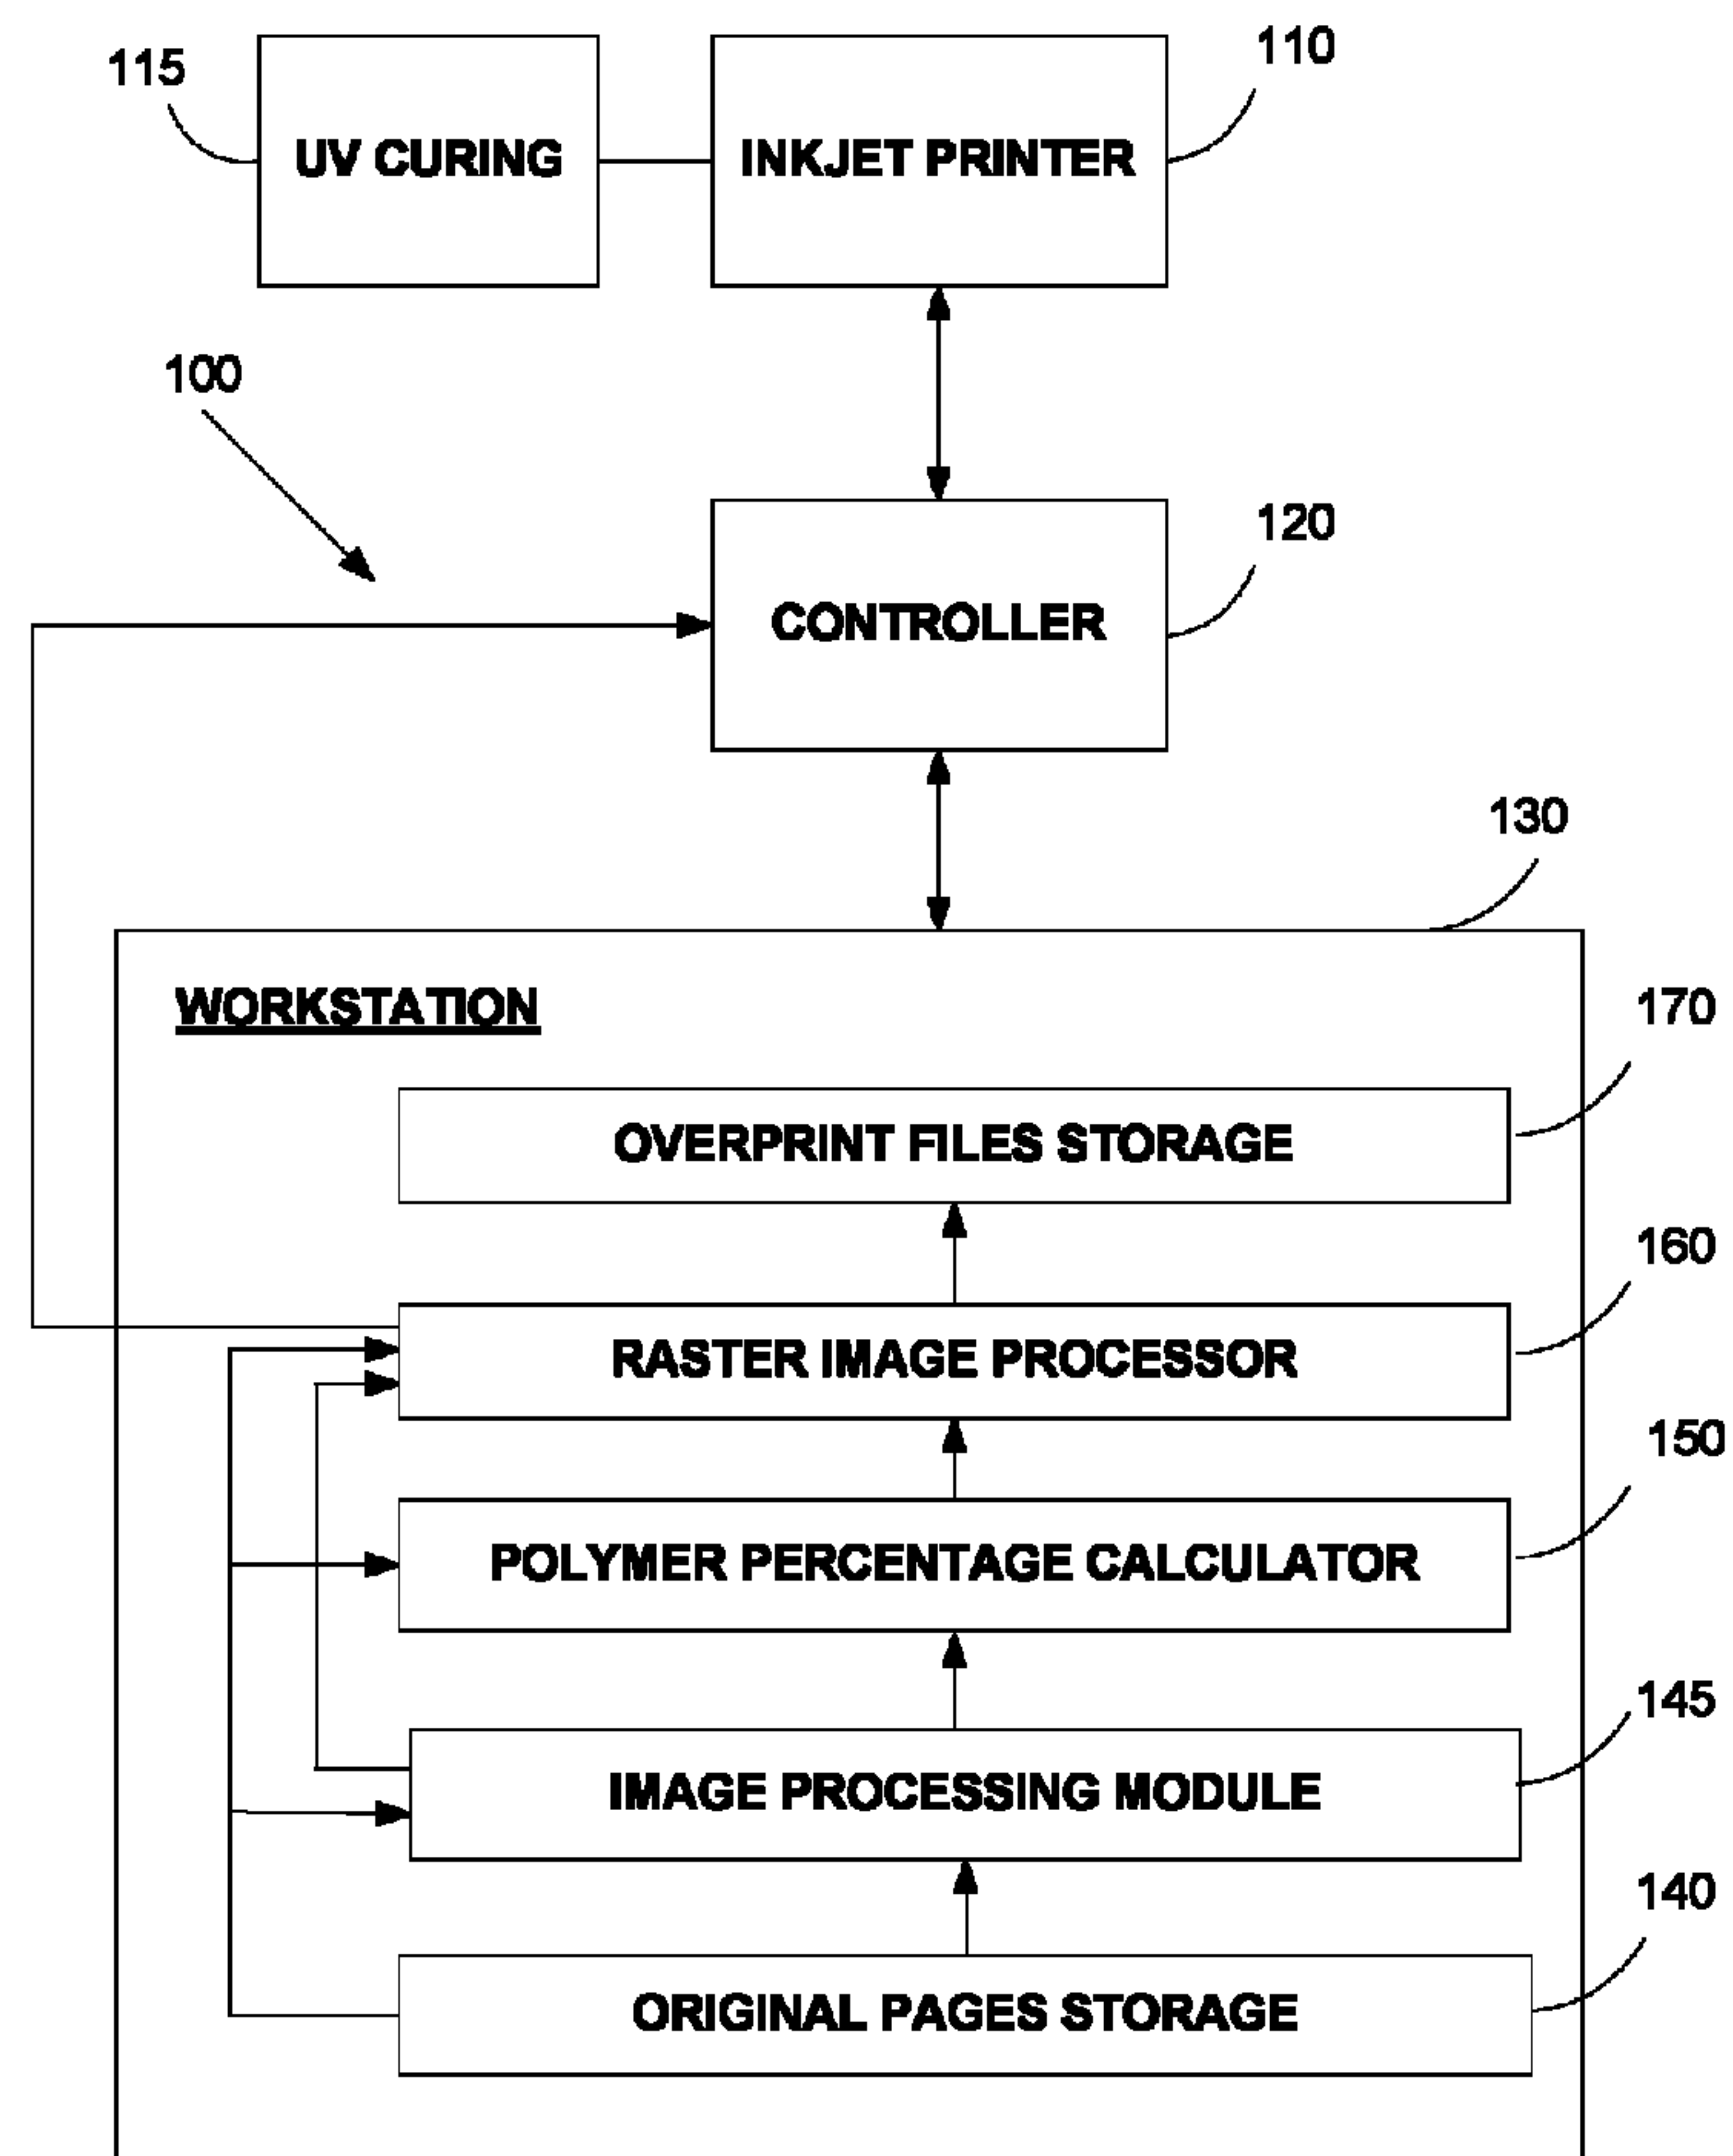 115
UV CURING
INKJET PRINTER
110
100
CONTROLLER
120
130
WORKSTATION
170
OVERPRINT FILES STORAGE
160
RASTER IMAGE PROCESSOR
150
POLYMER PERCENTAGE CALCULATOR
145
IMAGE PROCESSING MODULE
140
ORIGINAL PAGES STORAGE